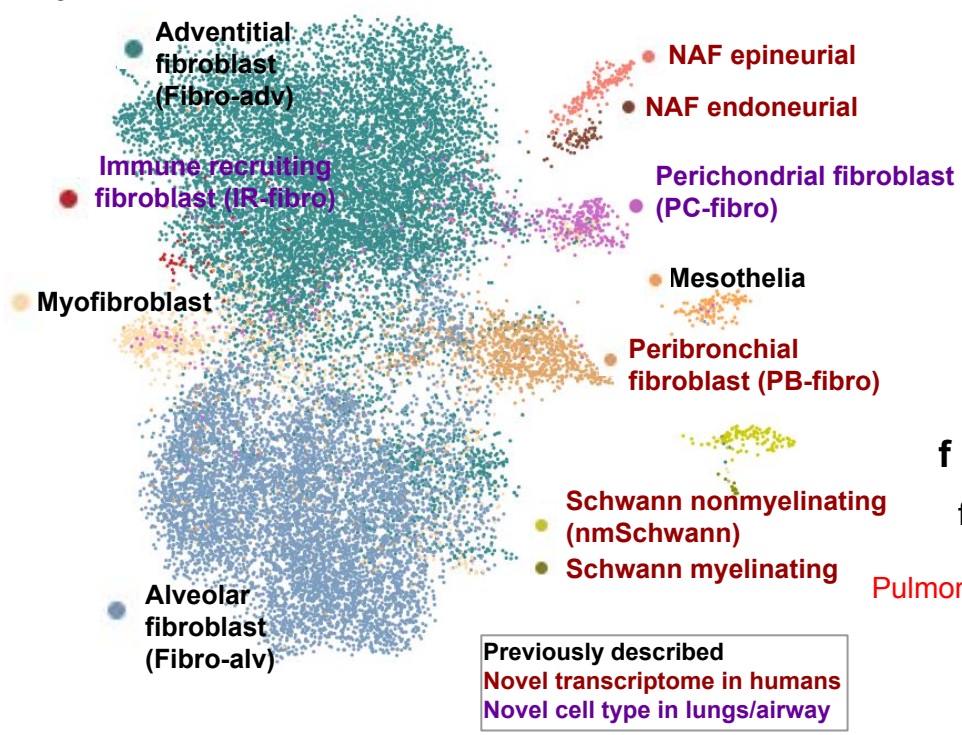 Adventitial
fibroblast
(Fibro-adv)
NAF epineurial
NAF endoneurial
Immune recruiting
fibroblast (IR-fibro)
Perichondrial fibroblast
(PC-fibro)
Mesothelia
Myofibroblast
Peribronchial
fibroblast (PB-fibro)
f
Schwann nonmyelinating
(nmSchwann)
Schwann myelinating
Pulmon
Alveolar
fibroblast
(Fibro-alv)
Previously described
Novel transcriptome in humans
Novel cell type in lungs/airway